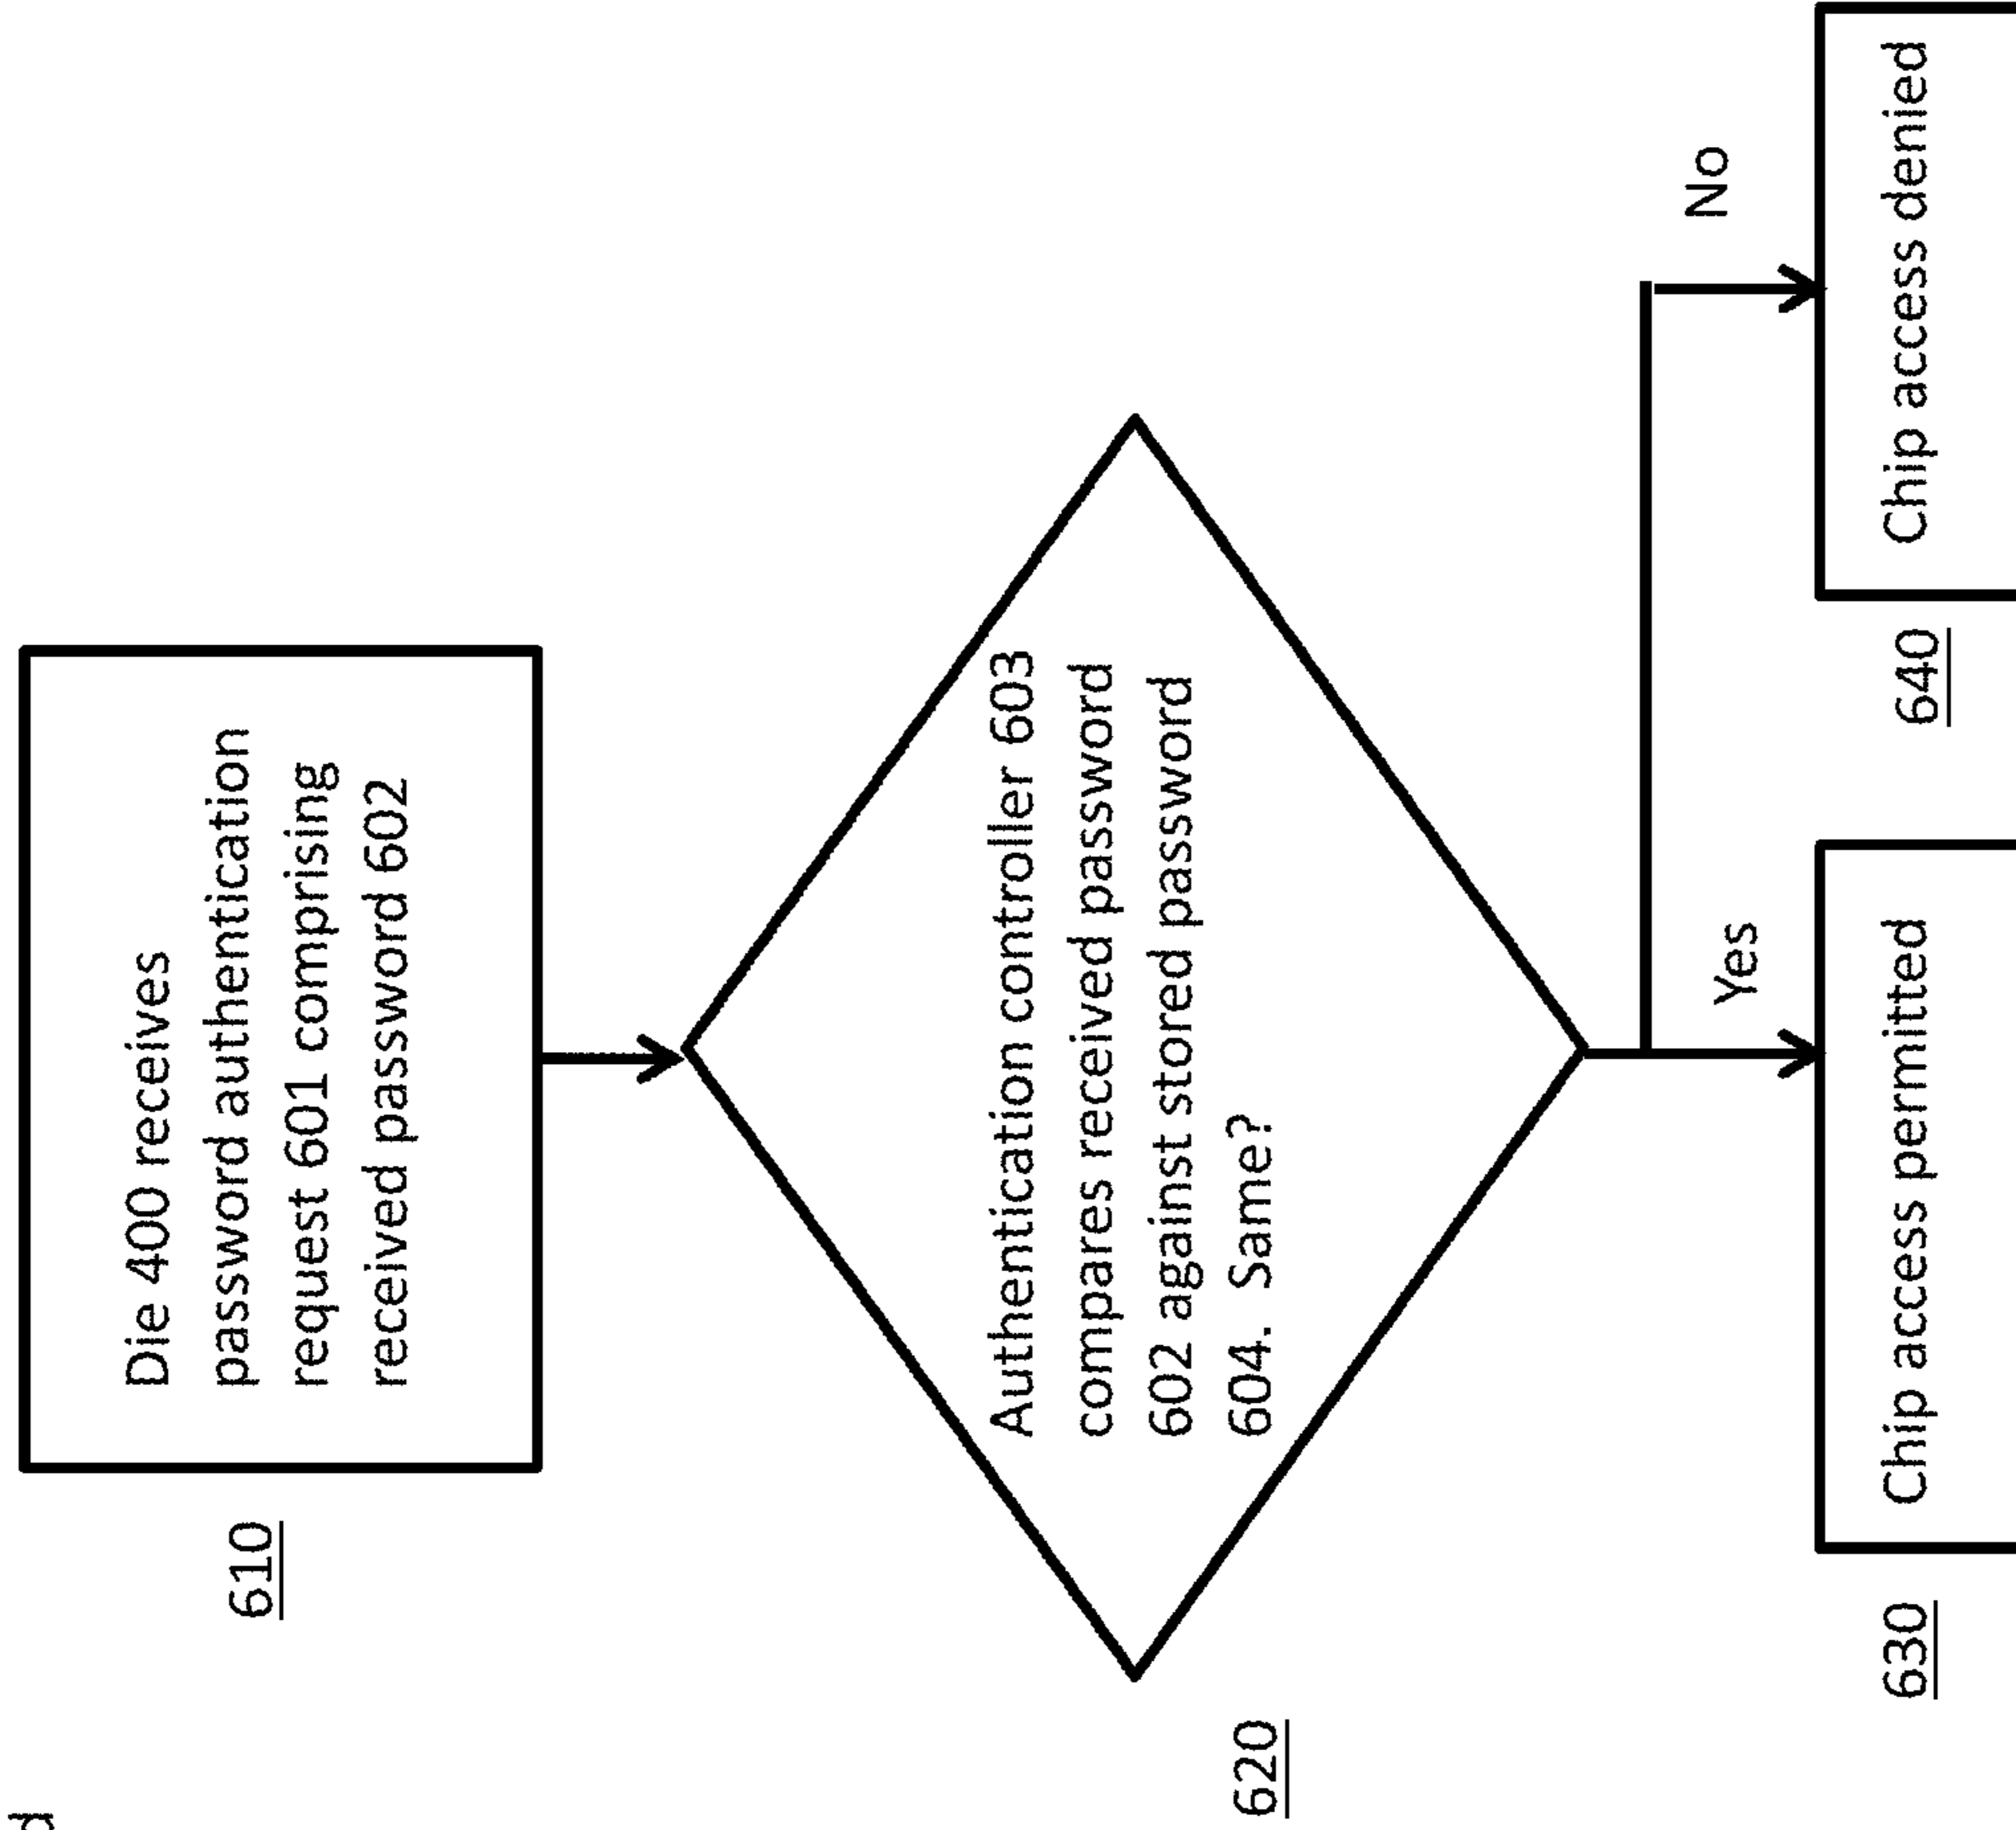 Die 400 receives
password authentication
request 601 comprising
received password 602
610
Authentication controller 603
compares received password
602 against stored password
604. Same?
620
Yes
No
Chip access permitted
630
Chip access denied
640